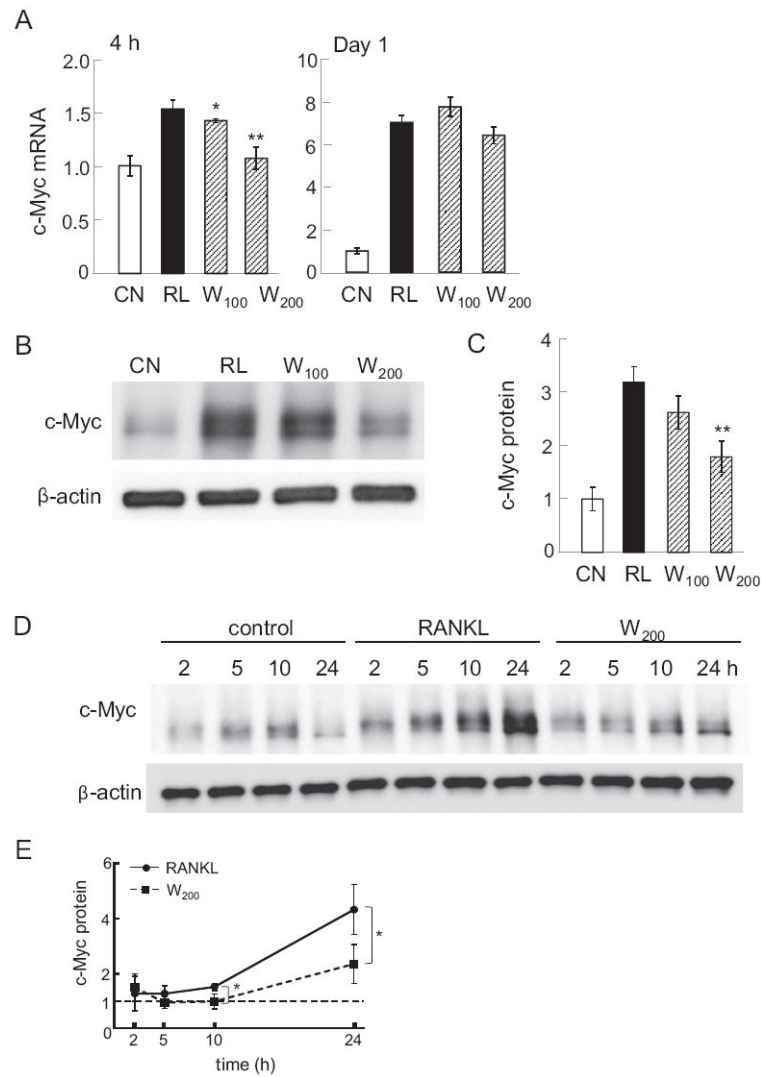 A
4 h
Day 1
c-Myc mRNA
2.0
1.5
1.0
0.5
0
*
**
CN RL W₁₀₀ W₂₀₀
10
8
6
4
2
0
CN RL W₁₀₀ W₂₀₀
B
CN RL W₁₀₀ W₂₀₀
c-Myc
β-actin
C
c-Myc protein
4
3
2
1
0
**
CN RL W₁₀₀ W₂₀₀
D
control RANKL W₂₀₀
2 5 10 24 2 5 10 24 2 5 10 24 h
c-Myc
β-actin
E
c-Myc protein
6
4
2
1
0
RANKL
W₂₀₀
*
*
2 5 10 24
time (h)